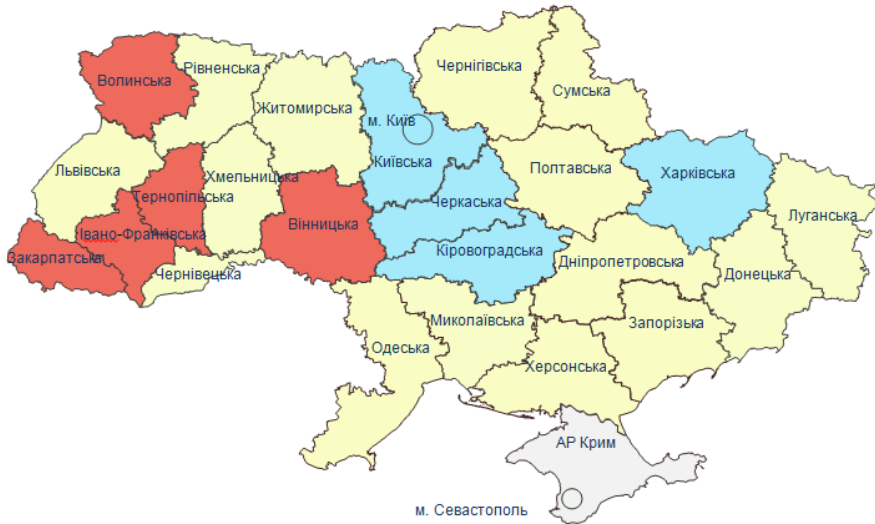 Чернігівська
Рівненська
Волинська
Сумська
Житомирська
м. Київ
Київська
Львівська
Хмельницька
Полтавська
Харківська
Тернопільська
Черкаська
Луганська
Вінницька
Івано-Франківська
Кіровоградська
Закарпатська
Чернівецька
Дніпропетровська
Донецька
Миколаївська
Запорізька
Одеська
Херсонська
АР Крим
м. Севастополь